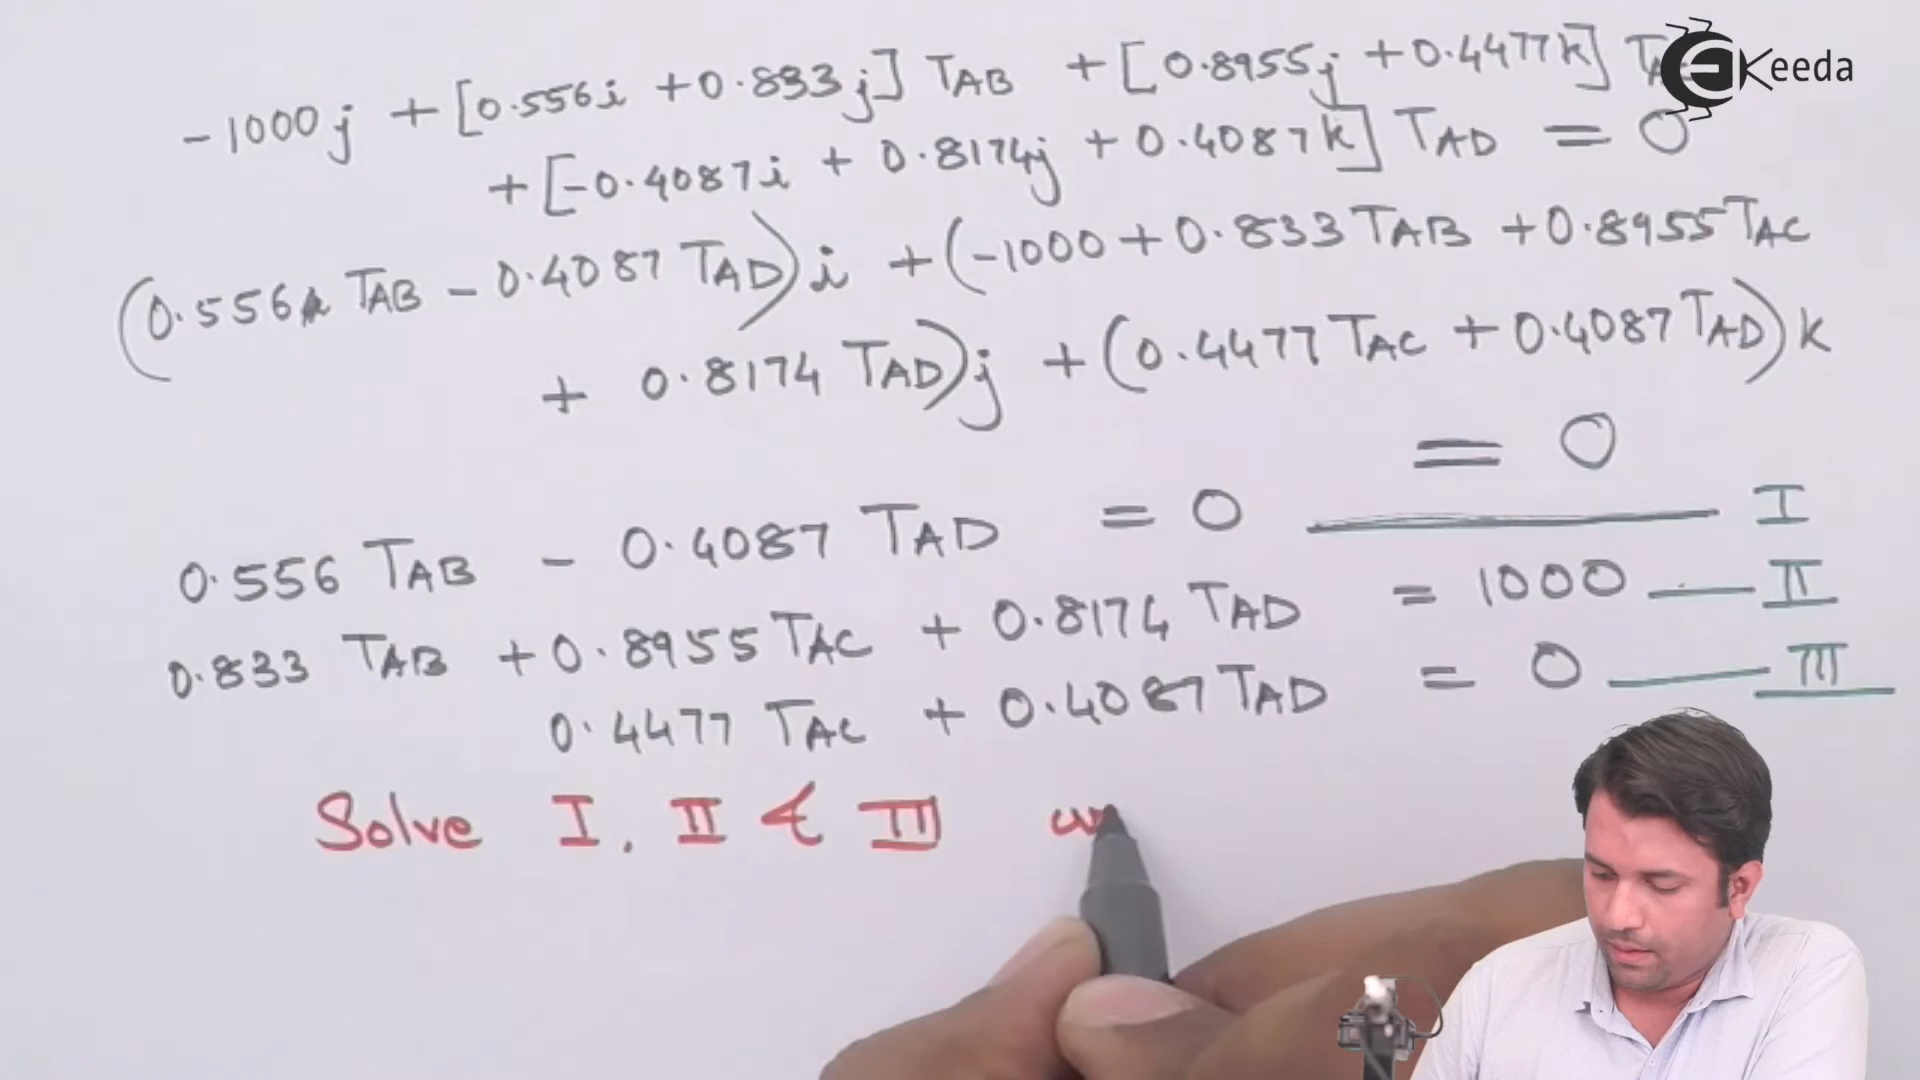 -1000j + [0.556i + 0.833j] TAB + [0.8955j + 0.4477k]
EKeeda
+ [-0.4087i + 0.8174j + 0.4087k] TAD = 0
(0.556 TAB - 0.4087 TAD)i + (-1000 + 0.833 TAB + 0.8955 TAC
+ 0.8174 TAD)j + (0.4477 TAC + 0.4087 TAD)k
= 0
0.556 TAB - 0.4087 TAD = 0 — I
0.833 TAB + 0.8955 TAC + 0.8174 TAD = 1000 — II
0.4477 TAC + 0.4087 TAD = 0 — III
Solve I, II & III